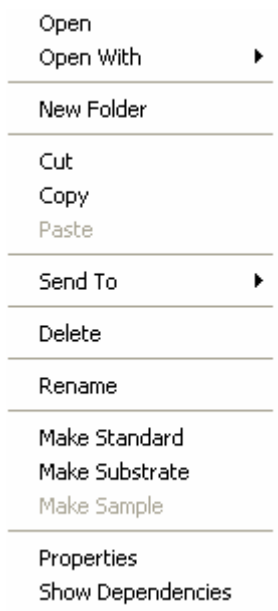 Open
Open With
New Folder
Cut
Copy
Paste
Send To
Delete
Rename
Make Standard
Make Substrate
Make Sample
Properties
Show Dependencies